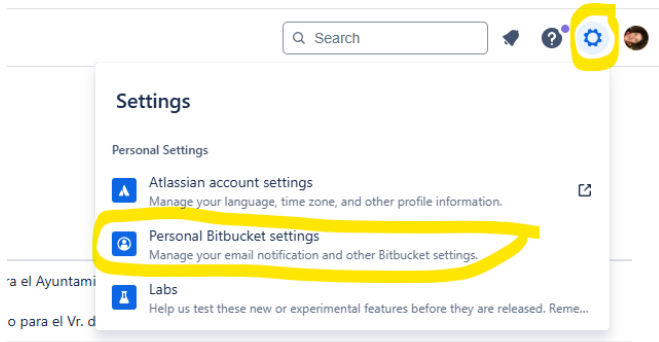 Search
Settings
Personal Settings
Atlassian account settings
Manage your language, time zone, and other profile information.
Personal Bitbucket settings
Manage your email notification and other Bitbucket settings.
ra el Ayuntami
Labs
Help us test these new or experimental features before they are released. Reme...
o para el Vr. d